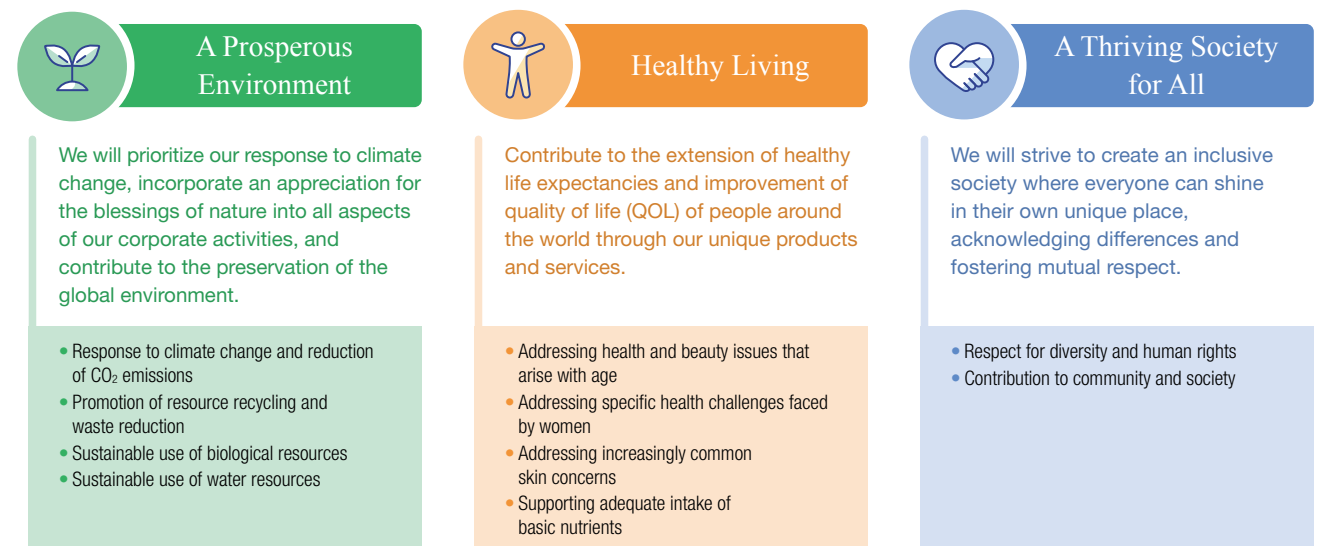 A Prosperous
Environment
We will prioritize our response to climate
change, incorporate an appreciation for
the blessings of nature into all aspects
of our corporate activities, and
contribute to the preservation of the
global environment.
• Response to climate change and reduction
of CO₂ emissions
• Promotion of resource recycling and
waste reduction
• Sustainable use of biological resources
• Sustainable use of water resources
Healthy Living
Contribute to the extension of healthy
life expectancies and improvement of
quality of life (QOL) of people around
the world through our unique products
and services.
• Addressing health and beauty issues that
arise with age
• Addressing specific health challenges faced
by women
• Addressing increasingly common
skin concerns
• Supporting adequate intake of
basic nutrients
A Thriving Society
for All
We will strive to create an inclusive
society where everyone can shine
in their own unique place,
acknowledging differences and
fostering mutual respect.
• Respect for diversity and human rights
• Contribution to community and society